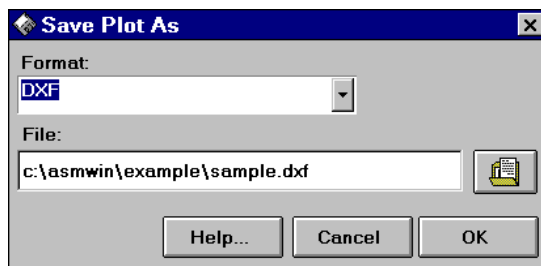 Save Plot As
Format:
DXF
File:
c:\asmwin\example\sample.dxf
Help... Cancel OK